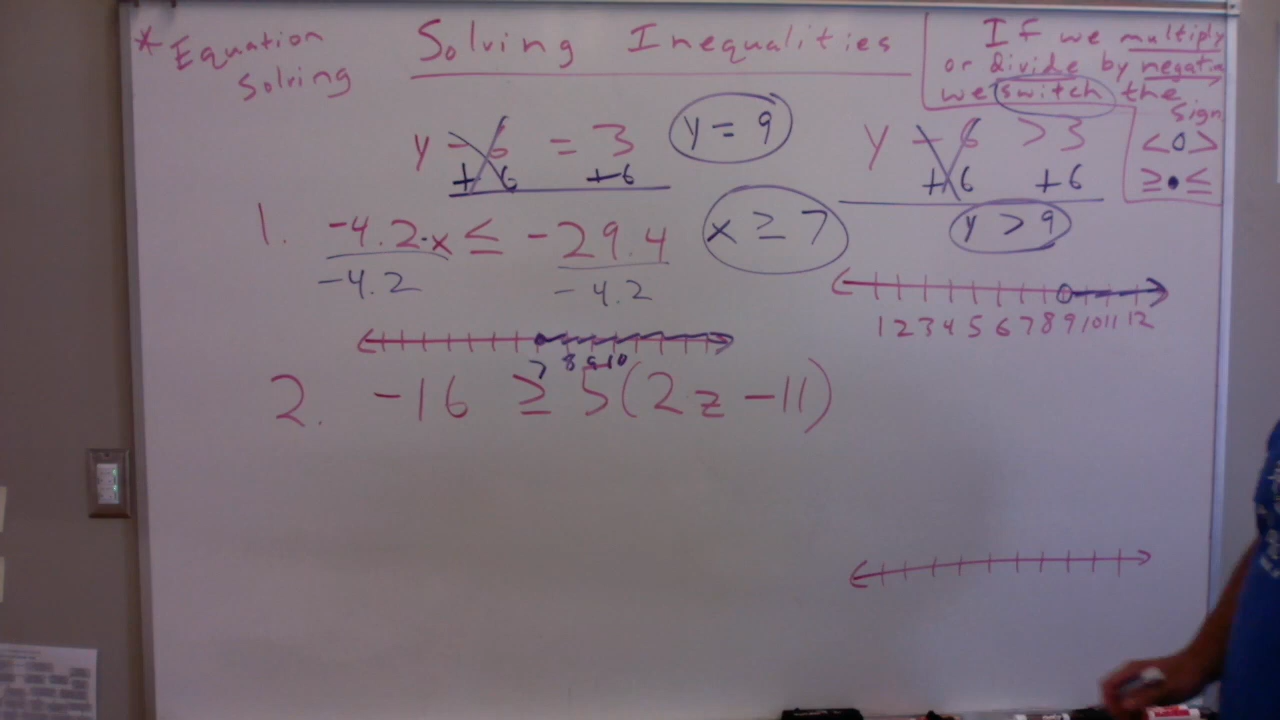 * Equation
solving
Solving Inequalities
If we multiply
or divide by
we switch the
sign
< O >
≥ • ≤
y - 6 = 3
+ 6 +6
y = 9
y - 6 > 3
+ 6 +6
y > 9
1. -4.2·x ≤ -29.4
-4.2 -4.2
x ≥ 7
1 2 3 4 5 6 7 8 9 10 11 12
7 8 9 10
2. -16 ≥ 5(2z - 11)